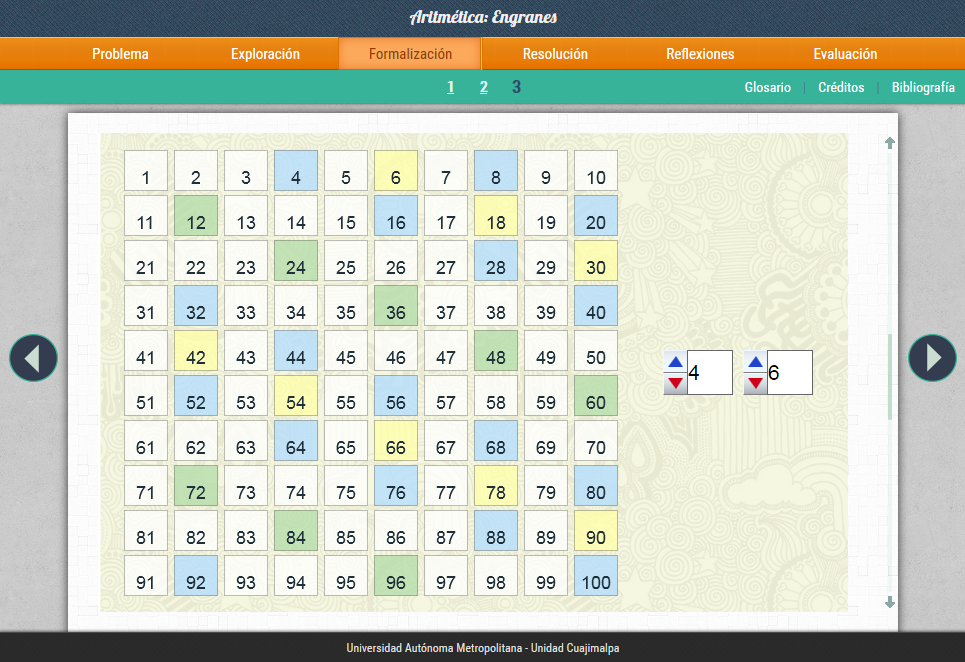 Aritmética: Engranes
Problema Exploración Formalización Resolución Reflexiones Evaluación
1 2 3 Glosario | Créditos | Bibliografía
1 2 3 4 5 6 7 8 9 10
11 12 13 14 15 16 17 18 19 20
21 22 23 24 25 26 27 28 29 30
31 32 33 34 35 36 37 38 39 40
41 42 43 44 45 46 47 48 49 50
4 6
51 52 53 54 55 56 57 58 59 60
61 62 63 64 65 66 67 68 69 70
71 72 73 74 75 76 77 78 79 80
81 82 83 84 85 86 87 88 89 90
91 92 93 94 95 96 97 98 99 100
Universidad Autónoma Metropolitana - Unidad Cuajimalpa